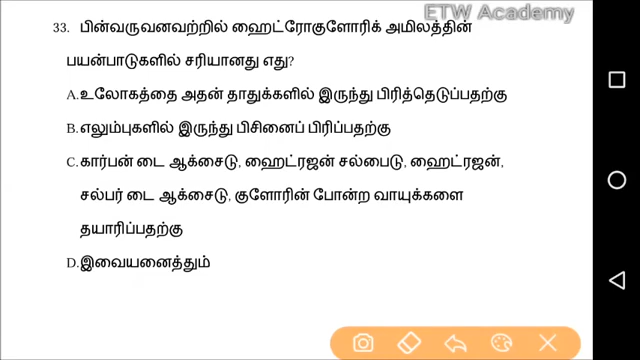 ETW Academy
33. பின்வருவனவற்றில் ஹைட்ரோகுளோரிக் அமிலத்தின்
பயன்பாடுகளில் சரியானது எது?
A.உலோகத்தை அதன் தாதுக்களில் இருந்து பிரித்தெடுப்பதற்கு
B.எலும்புகளில் இருந்து பிசினைப் பிரிப்பதற்கு
C.கார்பன் டை ஆக்சைடு, ஹைட்ரஜன் சல்பைடு, ஹைட்ரஜன்,
சல்பர் டை ஆக்சைடு, குளோரின் போன்ற வாயுக்களை
தயாரிப்பதற்கு
D.இவையனைத்தும்